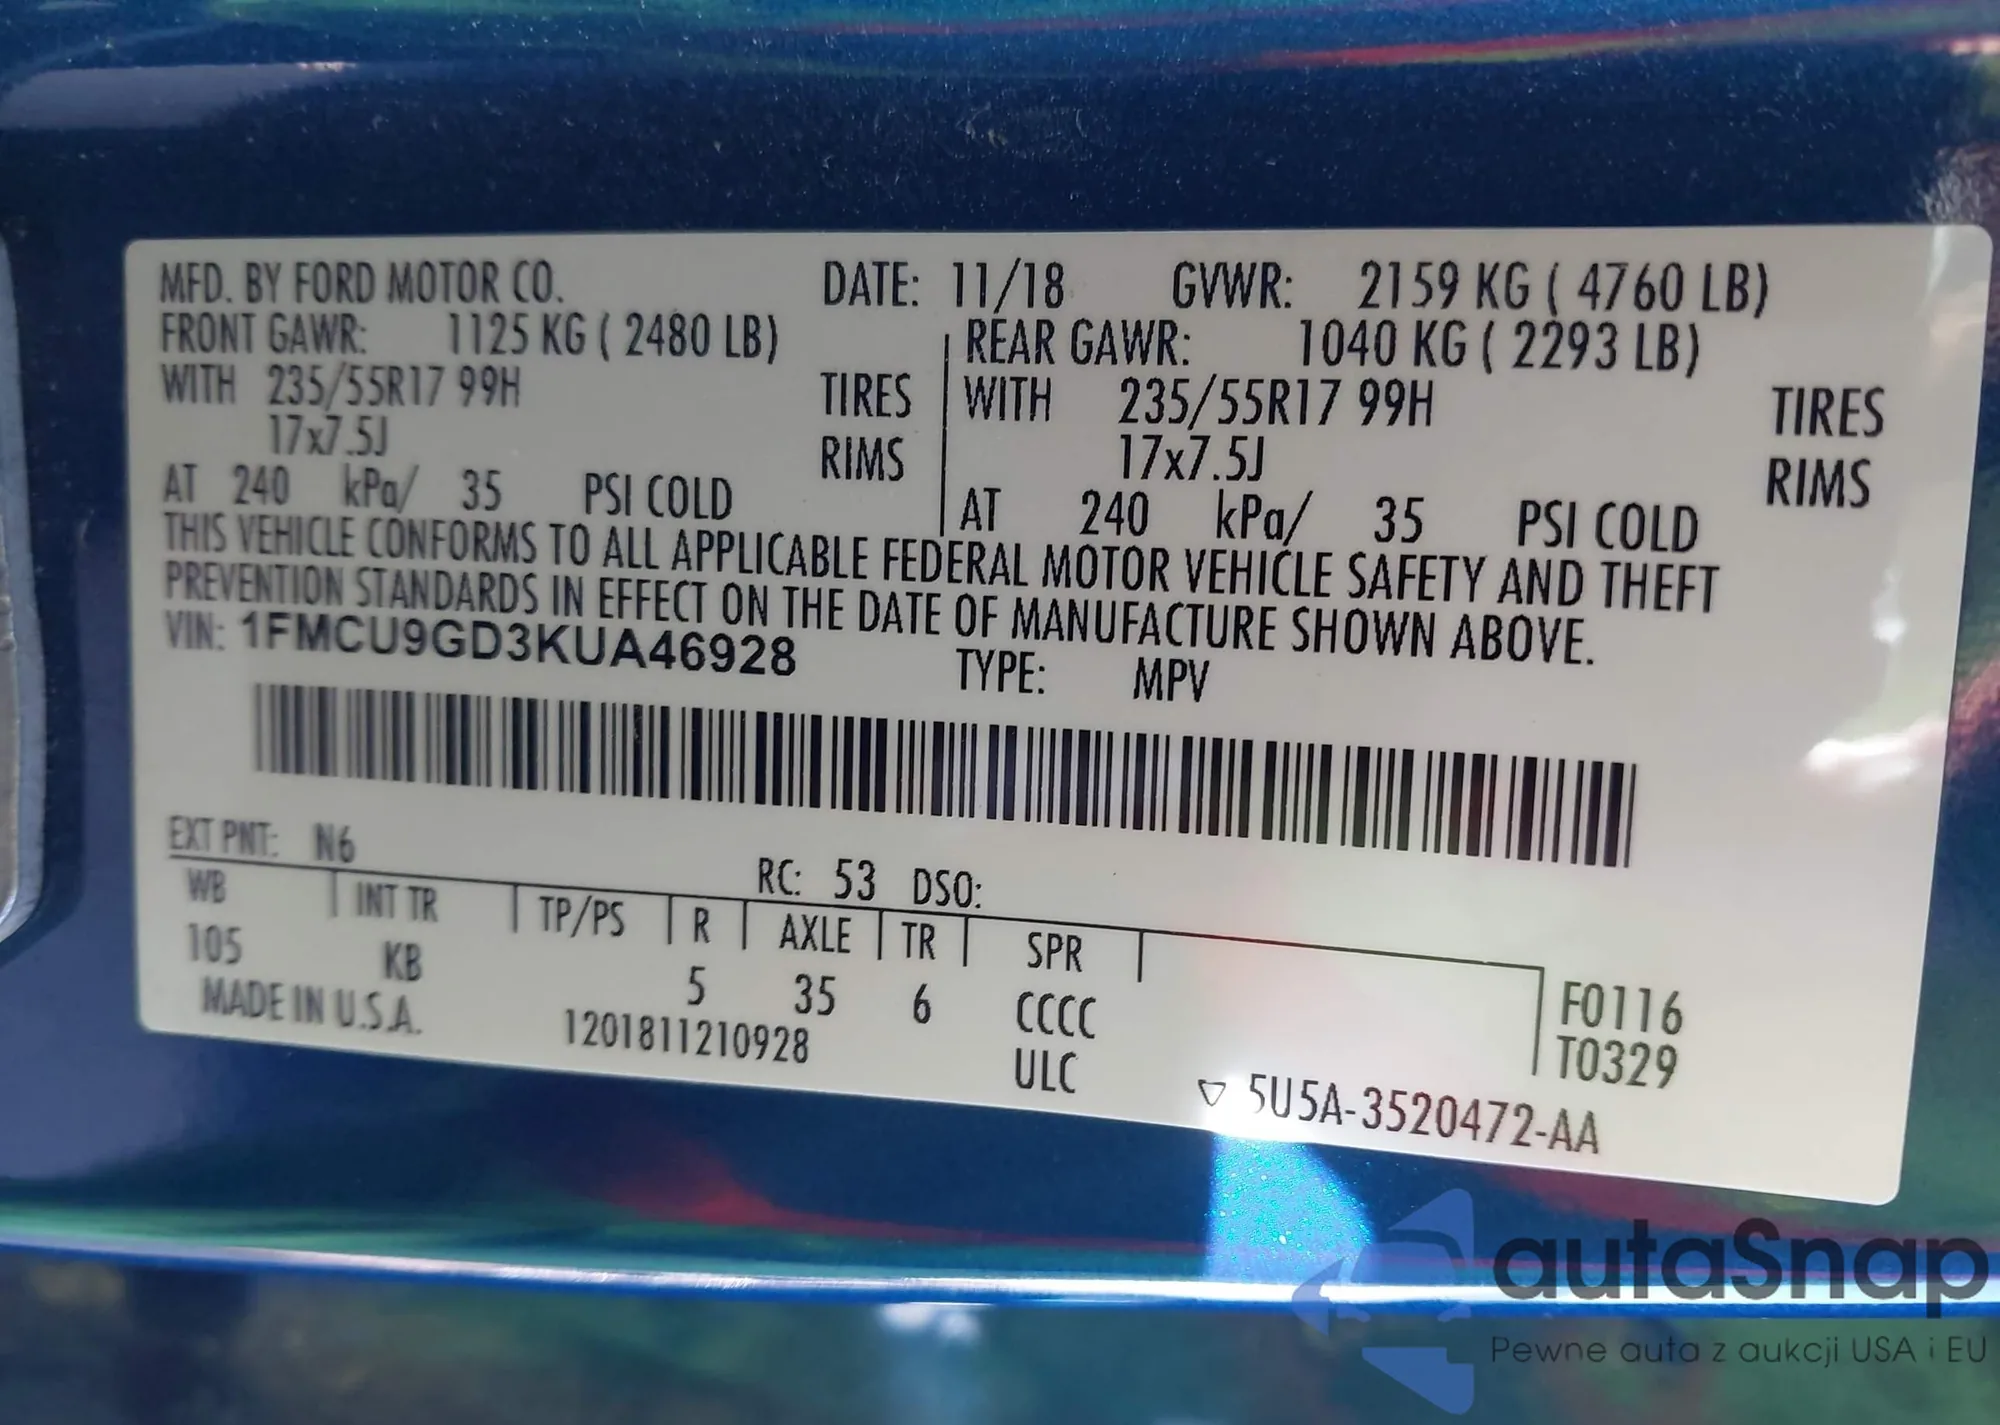 MFD. BY FORD MOTOR CO. DATE: 11/18 GVWR: 2159 KG ( 4760 LB)
FRONT GAWR: 1125 KG ( 2480 LB) REAR GAWR: 1040 KG ( 2293 LB)
WITH 235/55R17 99H TIRES WITH 235/55R17 99H TIRES
17x7.5J RIMS 17x7.5J RIMS
AT 240 kPa/ 35 PSI COLD AT 240 kPa/ 35 PSI COLD
THIS VEHICLE CONFORMS TO ALL APPLICABLE FEDERAL MOTOR VEHICLE SAFETY AND THEFT
PREVENTION STANDARDS IN EFFECT ON THE DATE OF MANUFACTURE SHOWN ABOVE.
VIN: 1FMCU9GD3KUA46928 TYPE: MPV
EXT PNT: N6 RC: 53 DSO:
WB INT TR TP/PS R AXLE TR SPR
105 KB 5 35 6 CCCC F0116
MADE IN U.S.A. 1201811210928 ULC T0329
5U5A-3520472-AA
autaSnap
Pewne auta z aukcji USA i EU